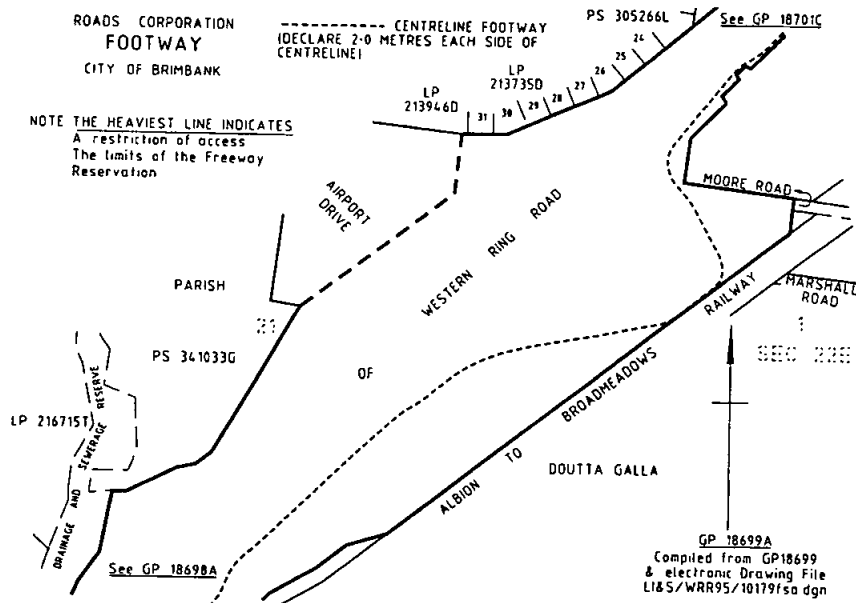 ROADS CORPORATION
FOOTWAY
CITY OF BRIMBANK
CENTRELINE FOOTWAY
(DECLARE 2·0 METRES EACH SIDE OF
CENTRELINE)
PS 305266L
See GP 18701C
LP
213946D
LP
213735D
31
30
29
28
27
26
25
24
NOTE THE HEAVIEST LINE INDICATES
A restriction of access
The limits of the Freeway
Reservation
AIRPORT
DRIVE
WESTERN RING ROAD
MOORE ROAD
MARSHALL
ROAD
PARISH
21
PS 341033G
OF
1
SEC 22B
LP 216715T
DRAINAGE AND SEWERAGE RESERVE
ALBION TO BROADMEADOWS RAILWAY
DOUTTA GALLA
See GP 18698A
GP 18699A
Compiled from GP18699
& electronic Drawing File
LI&S/WRR95/10179fsa dgn